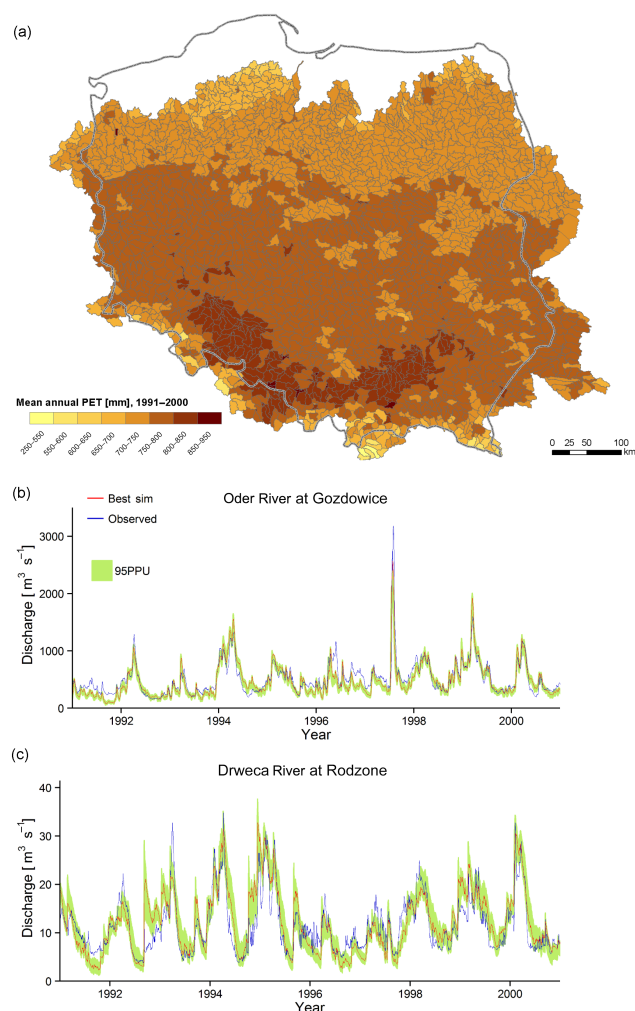 (a)
Mean annual PET [mm], 1991–2000
250–550 550–600 600–650 650–700 700–750 750–800 800–850 850–950
0 25 50 100
km
(b)
Oder River at Gozdowice
Best sim
Observed
95PPU
Discharge [ m³ s⁻¹]
3000
2000
1000
0
1992 1994 1996 1998 2000
Year
(c)
Drweca River at Rodzone
Discharge [ m³ s⁻¹]
40
30
20
10
0
1992 1994 1996 1998 2000
Year